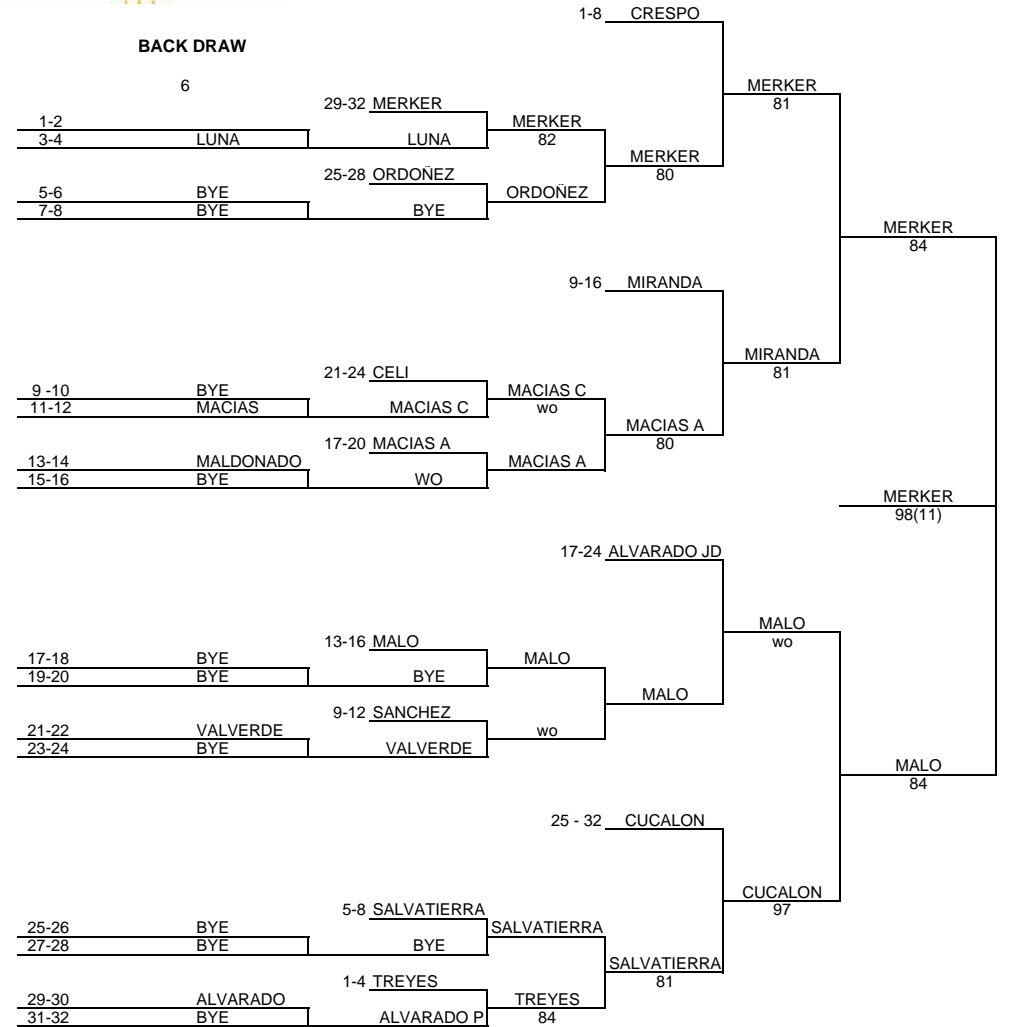 1-8 CRESPO
BACK DRAW
6
MERKER
29-32 MERKER
81
1-2
MERKER
3-4 LUNA LUNA
82
MERKER
25-28 ORDOÑEZ
80
5-6 BYE
ORDOÑEZ
7-8 BYE BYE
MERKER
84
9-16 MIRANDA
MIRANDA
21-24 CELI
81
9 -10 BYE
MACIAS C
11-12 MACIAS MACIAS C
wo
MACIAS A
17-20 MACIAS A
80
13-14 MALDONADO
MACIAS A
15-16 BYE WO
MERKER
98(11)
17-24 ALVARADO JD
MALO
13-16 MALO
wo
17-18 BYE
MALO
19-20 BYE BYE
MALO
9-12 SANCHEZ
21-22 VALVERDE
wo
23-24 BYE VALVERDE
MALO
84
25 - 32 CUCALON
CUCALON
5-8 SALVATIERRA
97
25-26 BYE
SALVATIERRA
27-28 BYE BYE
SALVATIERRA
1-4 TREYES
81
29-30 ALVARADO
TREYES
31-32 BYE ALVARADO P
84